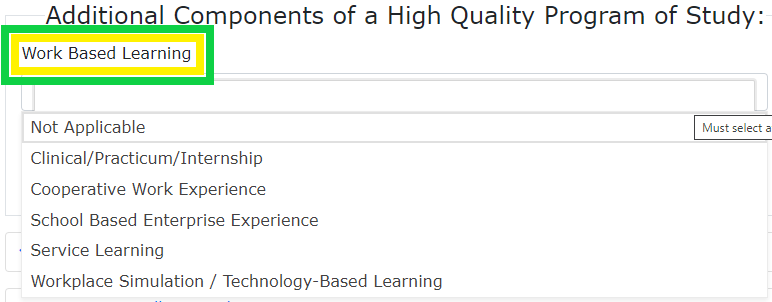 Additional Components of a High Quality Program of Study:
Work Based Learning
Not Applicable
Must select a
Clinical/Practicum/Internship
Cooperative Work Experience
School Based Enterprise Experience
Service Learning
Workplace Simulation / Technology-Based Learning